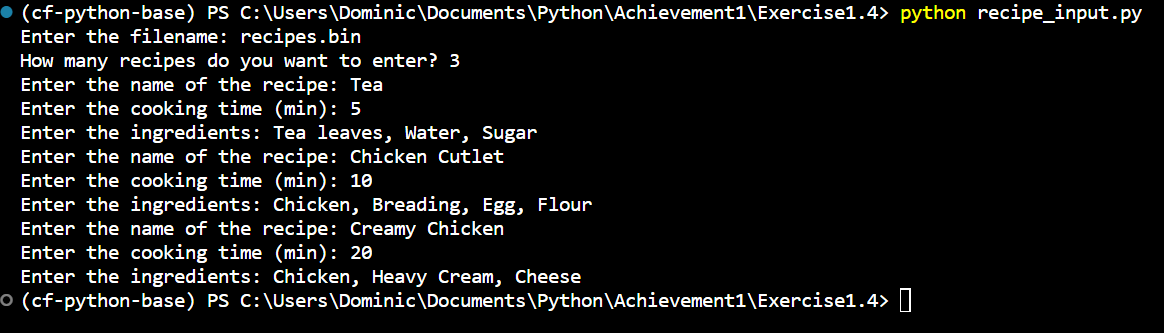 (cf-python-base) PS C:\Users\Dominic\Documents\Python\Achievement1\Exercise1.4> python recipe_input.py
Enter the filename: recipes.bin
How many recipes do you want to enter? 3
Enter the name of the recipe: Tea
Enter the cooking time (min): 5
Enter the ingredients: Tea leaves, Water, Sugar
Enter the name of the recipe: Chicken Cutlet
Enter the cooking time (min): 10
Enter the ingredients: Chicken, Breading, Egg, Flour
Enter the name of the recipe: Creamy Chicken
Enter the cooking time (min): 20
Enter the ingredients: Chicken, Heavy Cream, Cheese
(cf-python-base) PS C:\Users\Dominic\Documents\Python\Achievement1\Exercise1.4>